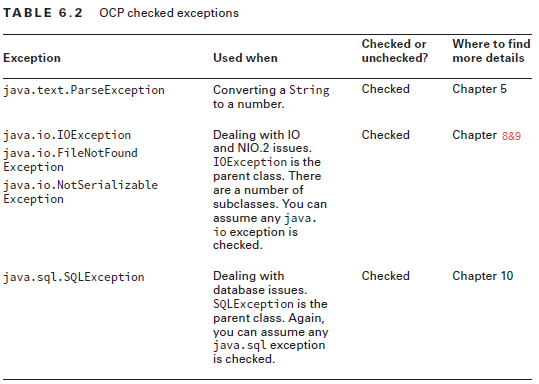 TABLE 6.2 OCP checked exceptions
Exception Used when Checked or unchecked? Where to find more details
java.text.ParseException Converting a String Checked Chapter 5
to a number.
java.io.IOException Dealing with IO Checked Chapter 8&9
java.io.FileNotFound and NIO.2 issues.
Exception IOException is the
java.io.NotSerializable parent class. There
Exception are a number of
subclasses. You can
assume any java.
io exception is
checked.
java.sql.SQLException Dealing with Checked Chapter 10
database issues.
SQLException is the
parent class. Again,
you can assume any
java.sql exception
is checked.